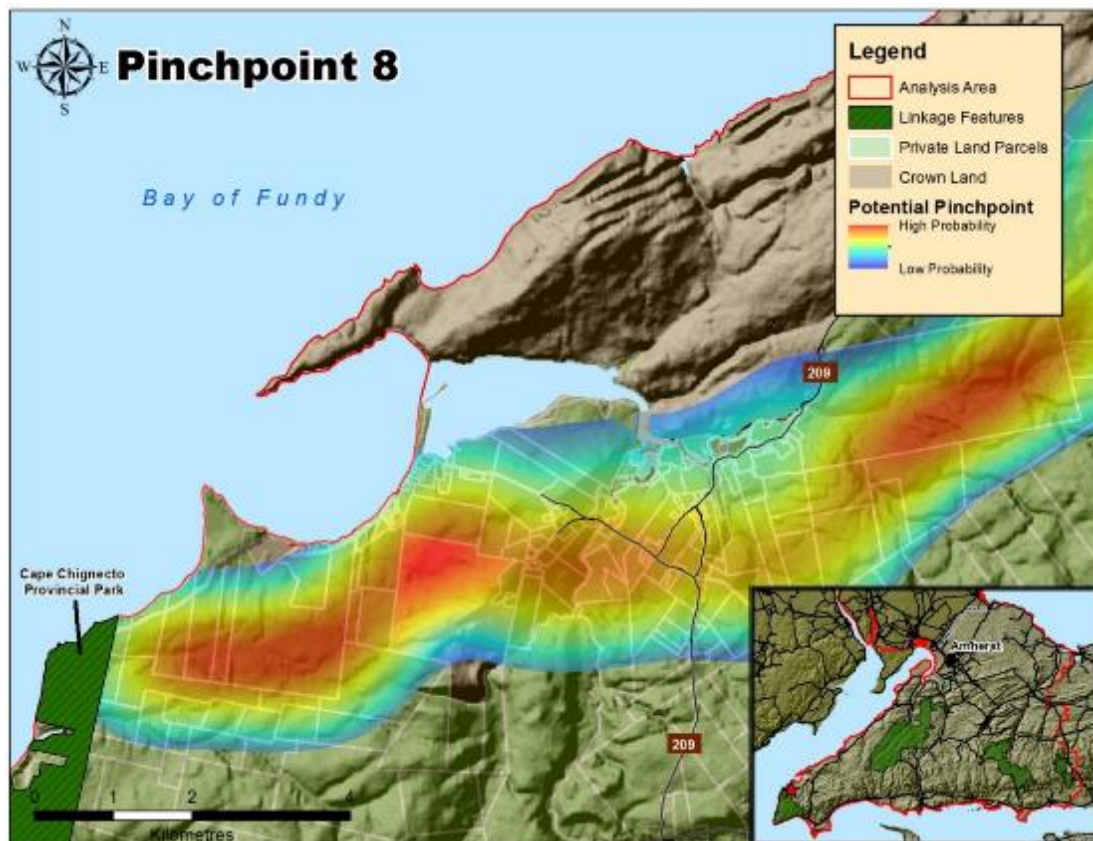 N
W
E
S
Pinchpoint 8
Bay of Fundy
Legend
Analysis Area
Linkage Features
Private Land Parcels
Crown Land
Potential Pinchpoint
High Probability
Low Probability
209
Cape Chignecto
Provincial Park
209
Amherst
0 1 2 4
Kilometres